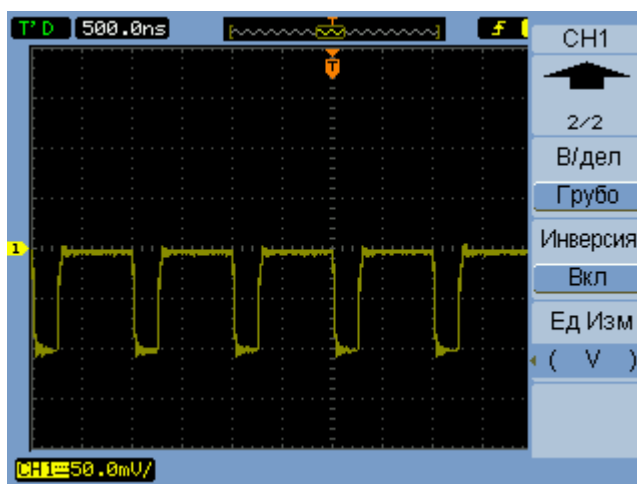 T'D 500.0ns
T
T
1
CH1 50.0mV/
CH1
2/2
В/дел
Грубо
Инверсия
Вкл
Ед Изм
( V )